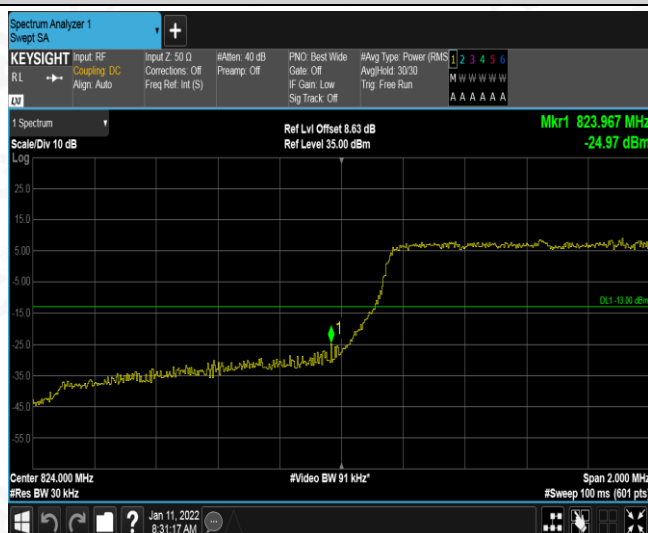 Spectrum Analyzer 1
Swept SA
+
KEYSIGHT
RL
Input: RF
Coupling: DC
Align: Auto
Input Z: 50 Ω
Corrections: Off
Freq Ref: Int (S)
#Atten: 40 dB
Preamp: Off
PNO: Best Wide
Gate: Off
IF Gain: Low
Sig Track: Off
#Avg Type: Power (RMS
Avg|Hold: 30/30
Trig: Free Run
1 2 3 4 5 6
M W W W W W
A A A A A A
LXI
1 Spectrum
Scale/Div 10 dB
Ref Lvl Offset 8.63 dB
Ref Level 35.00 dBm
Mkr1 823.967 MHz
-24.97 dBm
Log
25.0
15.0
5.00
-5.00
-15.0
-25.0
-35.0
-45.0
-55.0
DL1 -13.00 dBm
1
Center 824.000 MHz
#Res BW 30 kHz
#Video BW 91 kHz*
Span 2.000 MHz
#Sweep 100 ms (601 pts)
?
Jan 11, 2022
8:31:17 AM